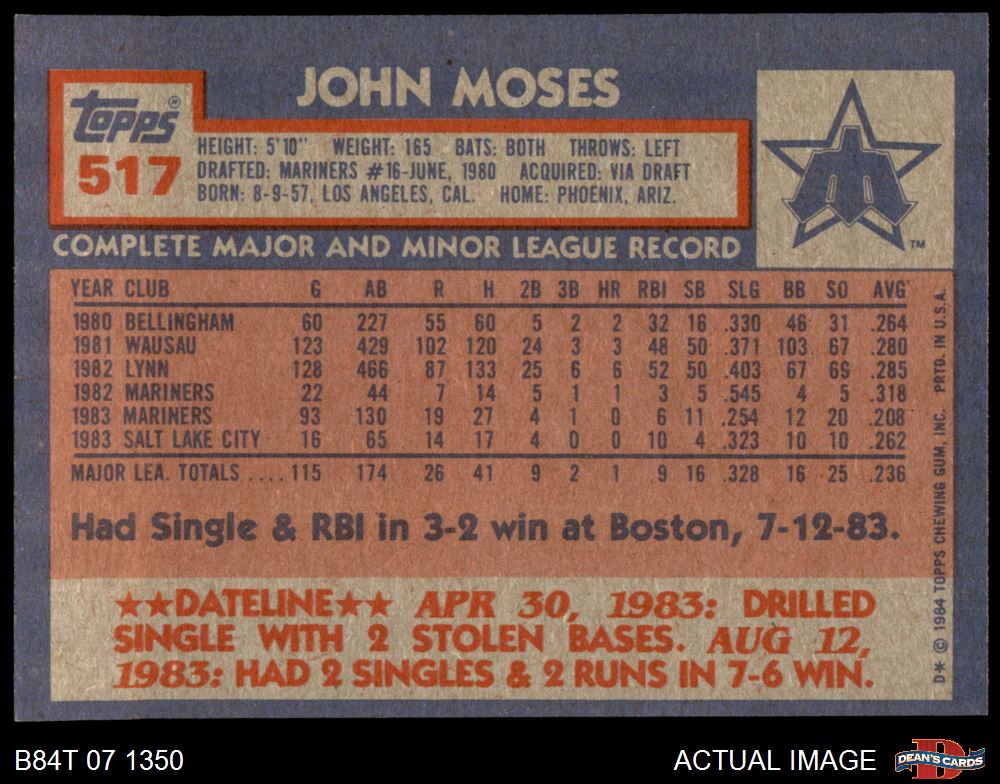 JOHN MOSES
Topps®
517
HEIGHT: 5'10" WEIGHT: 165 BATS: BOTH THROWS: LEFT
DRAFTED: MARINERS #16-JUNE, 1980 ACQUIRED: VIA DRAFT
BORN: 8-9-57, LOS ANGELES, CAL. HOME: PHOENIX, ARIZ.
TM
COMPLETE MAJOR AND MINOR LEAGUE RECORD
YEAR CLUB G AB R H 2B 3B HR RBI SB SLG BB SO AVG
1980 BELLINGHAM 60 227 55 60 5 2 2 32 16 .330 46 31 .264
1981 WAUSAU 123 429 102 120 24 3 3 48 50 .371 103 67 .280
1982 LYNN 128 466 87 133 25 6 6 52 50 .403 67 69 .285
1982 MARINERS 22 44 7 14 5 1 1 3 5 .545 4 5 .318
1983 MARINERS 93 130 19 27 4 1 0 6 11 .254 12 20 .208
1983 SALT LAKE CITY 16 65 14 17 4 0 0 10 4 .323 10 10 .262
MAJOR LEA. TOTALS .... 115 174 26 41 9 2 1 9 16 .328 16 25 .236
Had Single & RBI in 3-2 win at Boston, 7-12-83.
★★DATELINE★★ APR 30, 1983: DRILLED
SINGLE WITH 2 STOLEN BASES. AUG 12,
1983: HAD 2 SINGLES & 2 RUNS IN 7-6 WIN.
D* © 1984 TOPPS CHEWING GUM, INC. PRTD. IN U.S.A.
B84T 07 1350
ACTUAL IMAGE
DEAN'S CARDS